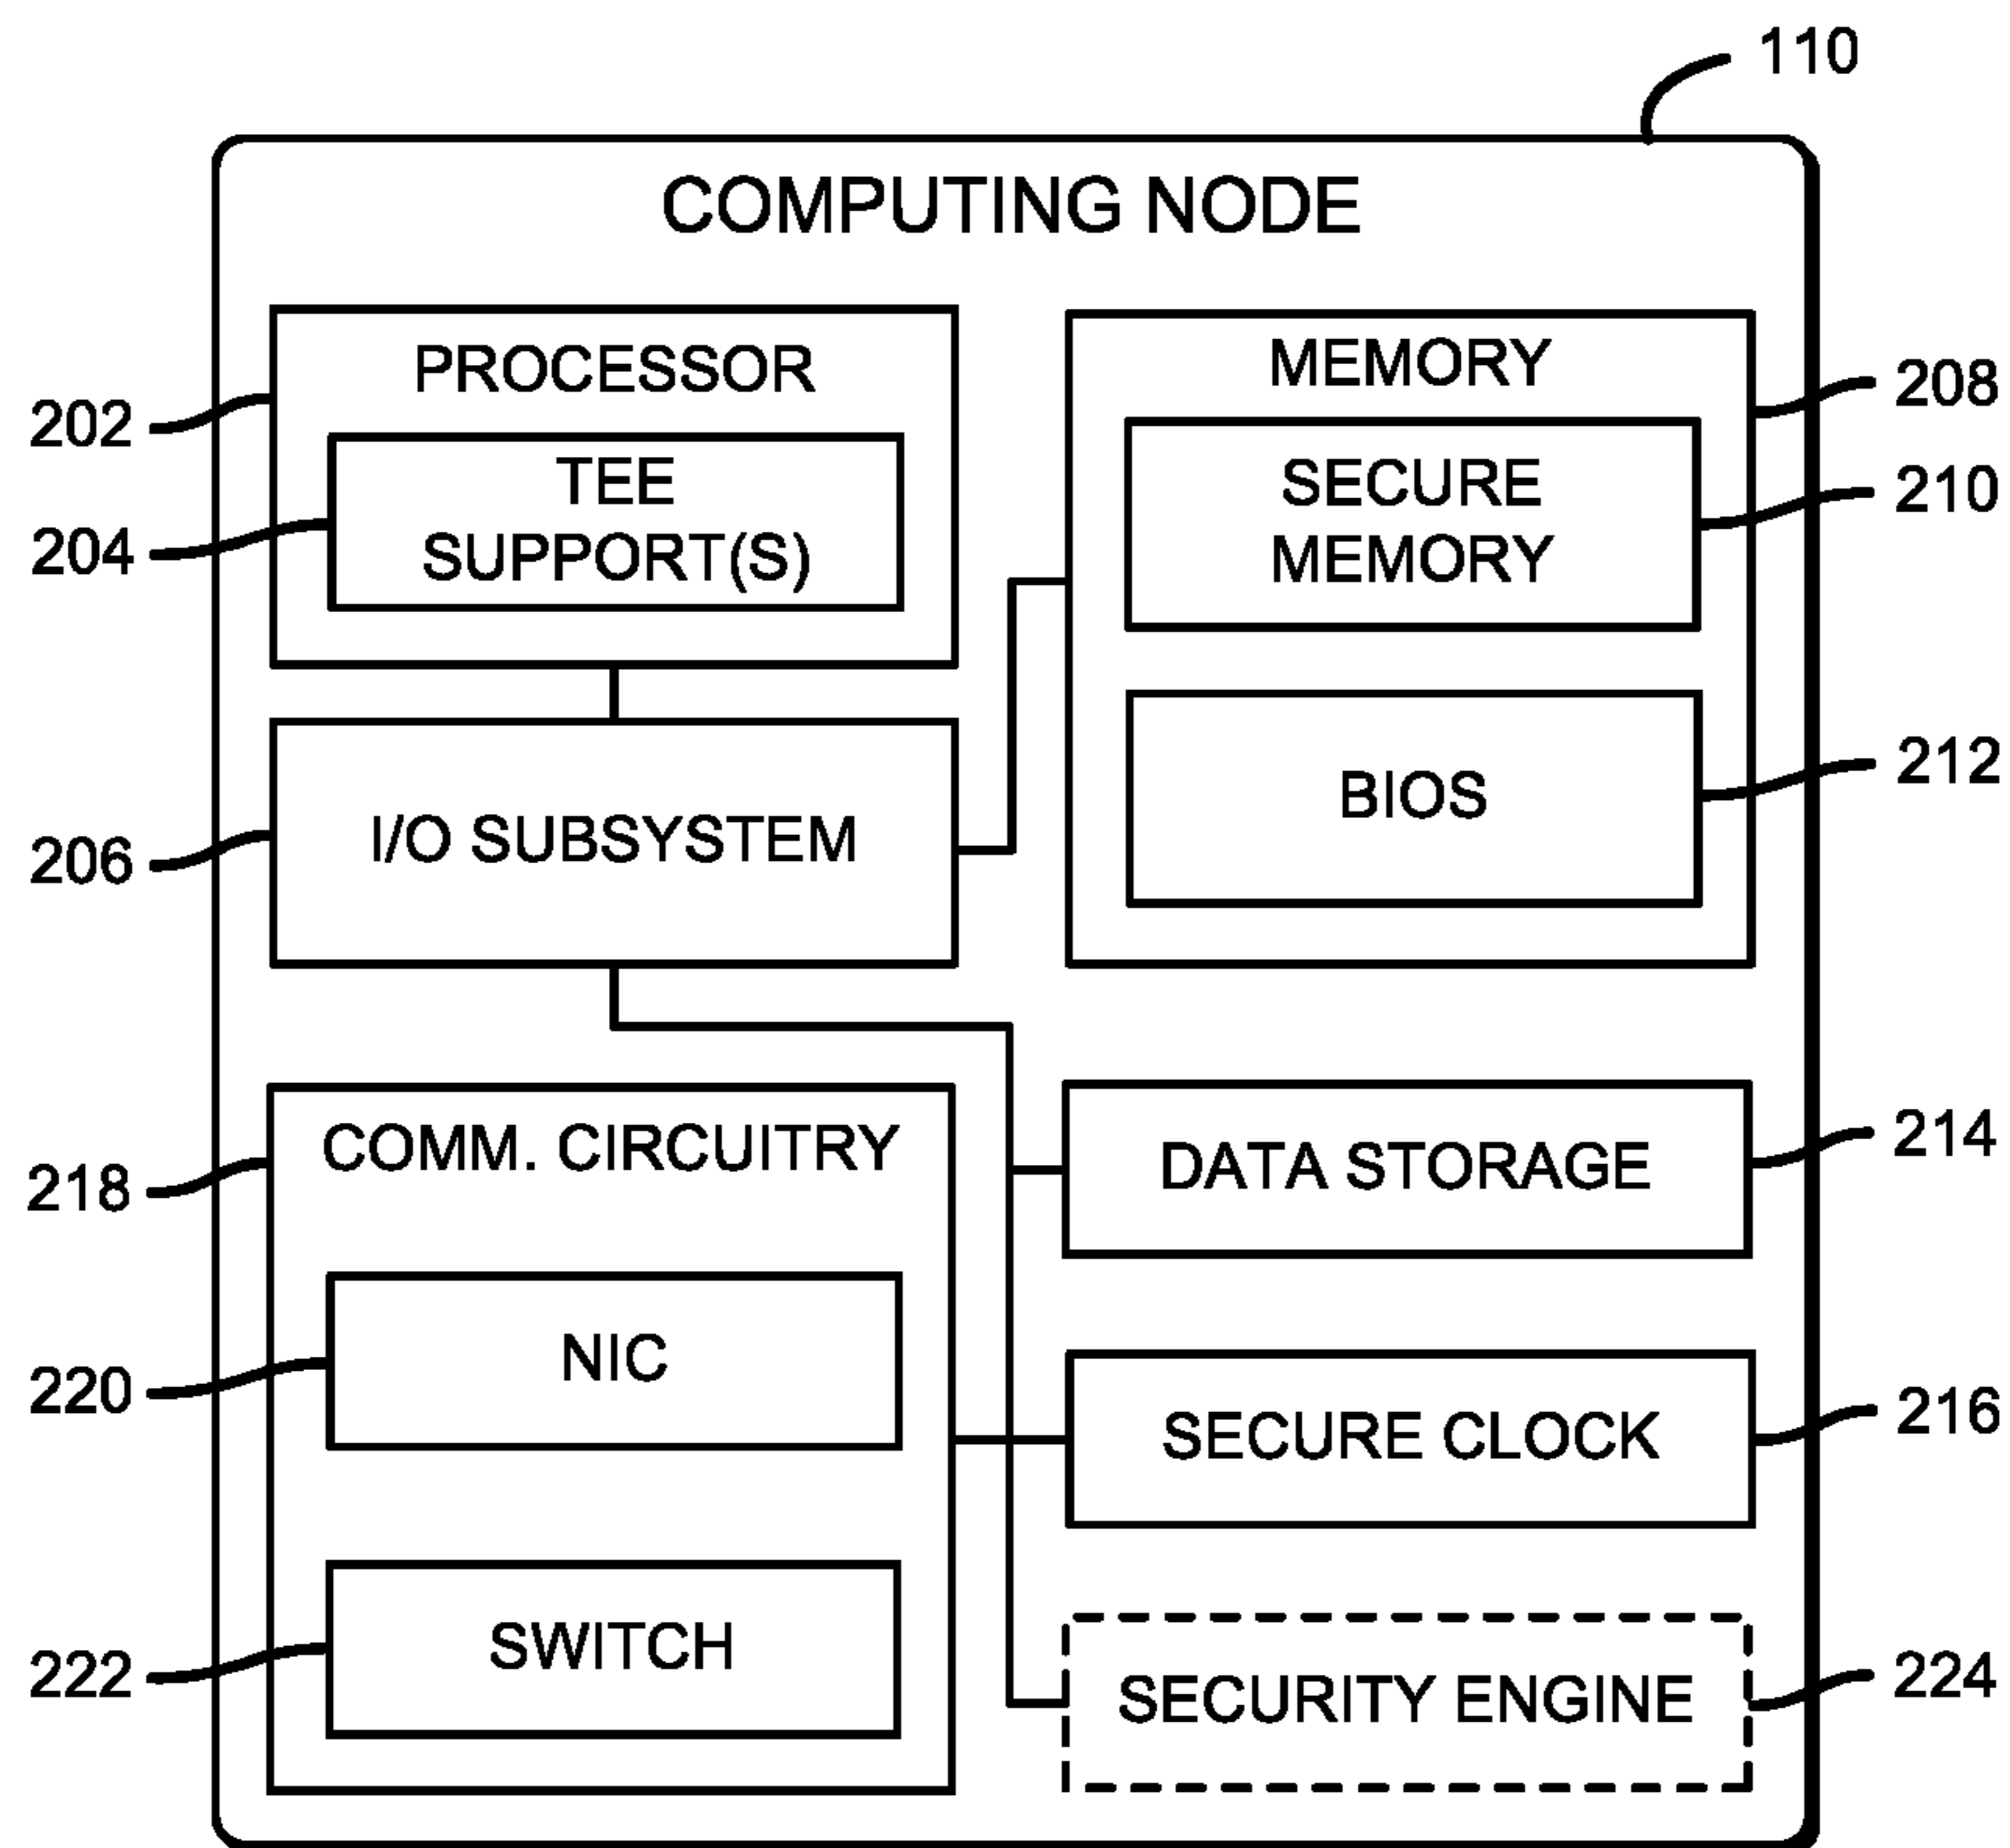 110
COMPUTING NODE
PROCESSOR
202
TEE
SUPPORT(S)
204
MEMORY
208
SECURE
MEMORY
210
BIOS
212
I/O SUBSYSTEM
206
COMM. CIRCUITRY
218
NIC
220
SWITCH
222
DATA STORAGE
214
SECURE CLOCK
216
SECURITY ENGINE
224